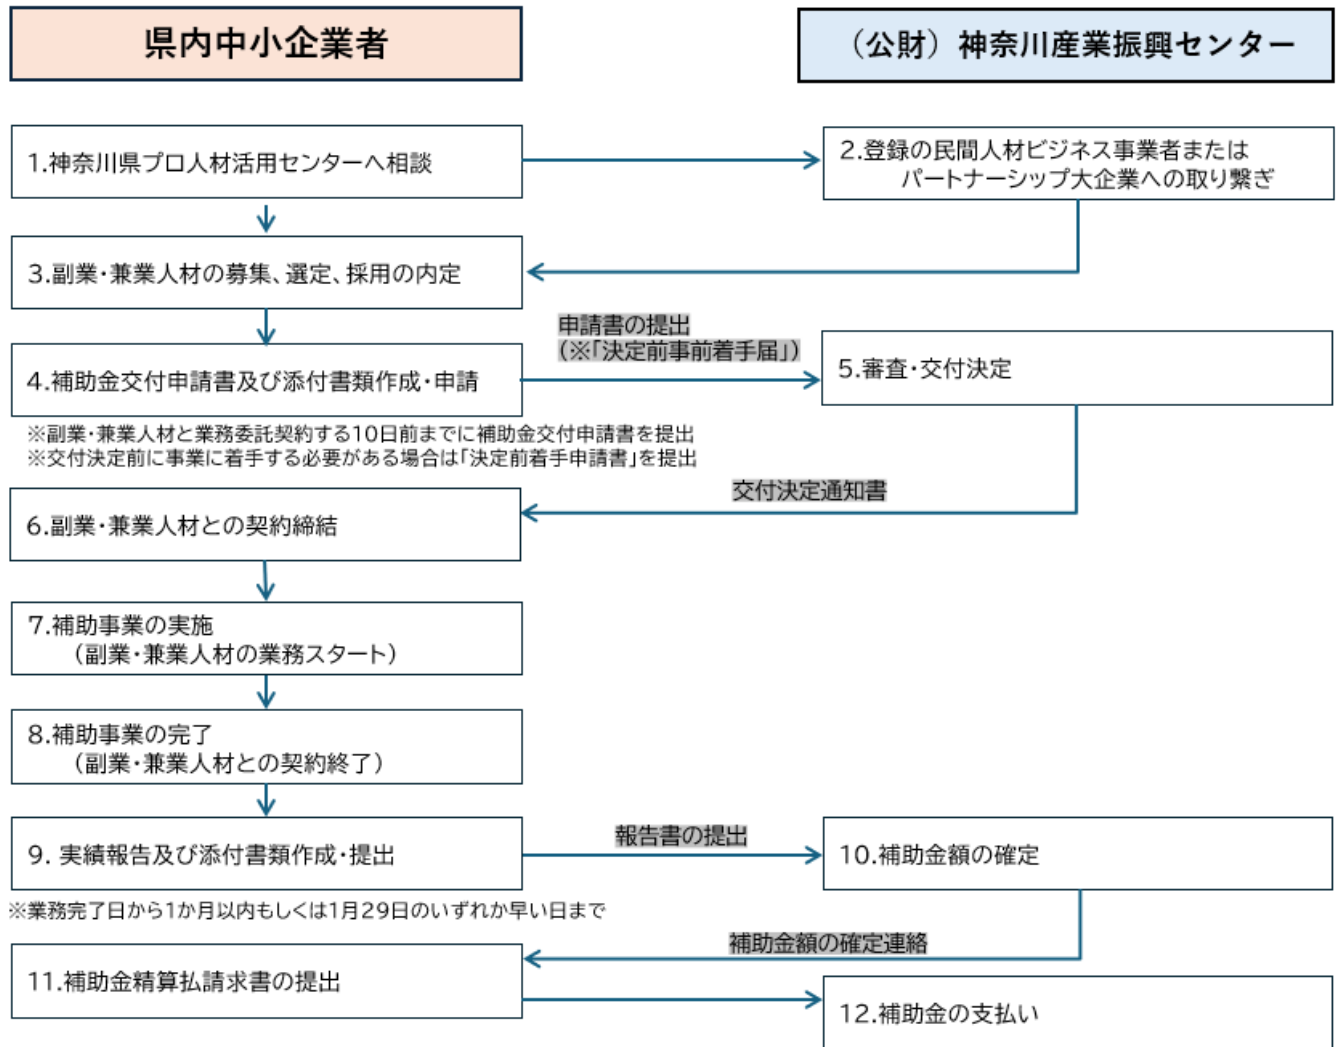 県内中小企業者
（公財）神奈川産業振興センター
1.神奈川県プロ人材活用センターへ相談
2.登録の民間人材ビジネス事業者または
パートナーシップ大企業への取り繋ぎ
3.副業・兼業人材の募集、選定、採用の内定
申請書の提出
（※「決定前事前着手届」）
4.補助金交付申請書及び添付書類作成・申請
5.審査・交付決定
※副業・兼業人材と業務委託契約する10日前までに補助金交付申請書を提出
※交付決定前に事業に着手する必要がある場合は「決定前着手申請書」を提出
交付決定通知書
6.副業・兼業人材との契約締結
7.補助事業の実施
（副業・兼業人材の業務スタート）
8.補助事業の完了
（副業・兼業人材との契約終了）
報告書の提出
9. 実績報告及び添付書類作成・提出
10.補助金額の確定
※業務完了日から1か月以内もしくは1月29日のいずれか早い日まで
補助金額の確定連絡
11.補助金精算払請求書の提出
12.補助金の支払い